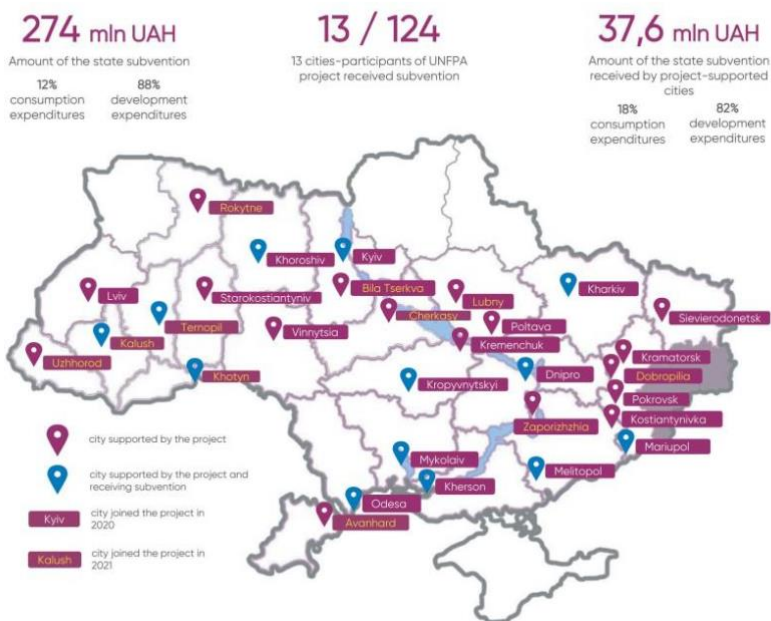 274 mln UAH
Amount of the state subvention
12%
consumption
expenditures
88%
development
expenditures
13 / 124
13 cities-participants of UNFPA
project received subvention
37,6 mln UAH
Amount of the state subvention
received by project-supported
cities
18%
consumption
expenditures
82%
development
expenditures
Rokytne
Khoroshiv
Kyiv
Lviv
Starokostiantyniv
Bila Tserkva
Lubny
Kharkiv
Ternopil
Cherkasy
Sievierodonetsk
Kalush
Vinnytsia
Poltava
Kremenchuk
Uzhhorod
Kramatorsk
Khotyn
Dnipro
Dobropilia
Kropyvnytskyi
Pokrovsk
Kostiantynivka
Zaporizhzhia
Mykolaiv
Mariupol
Kherson
Melitopol
Odesa
Avanhard
city supported by the project
city supported by the project and
receiving subvention
Kyiv
city joined the project in
2020
Kalush
city joined the project in
2021